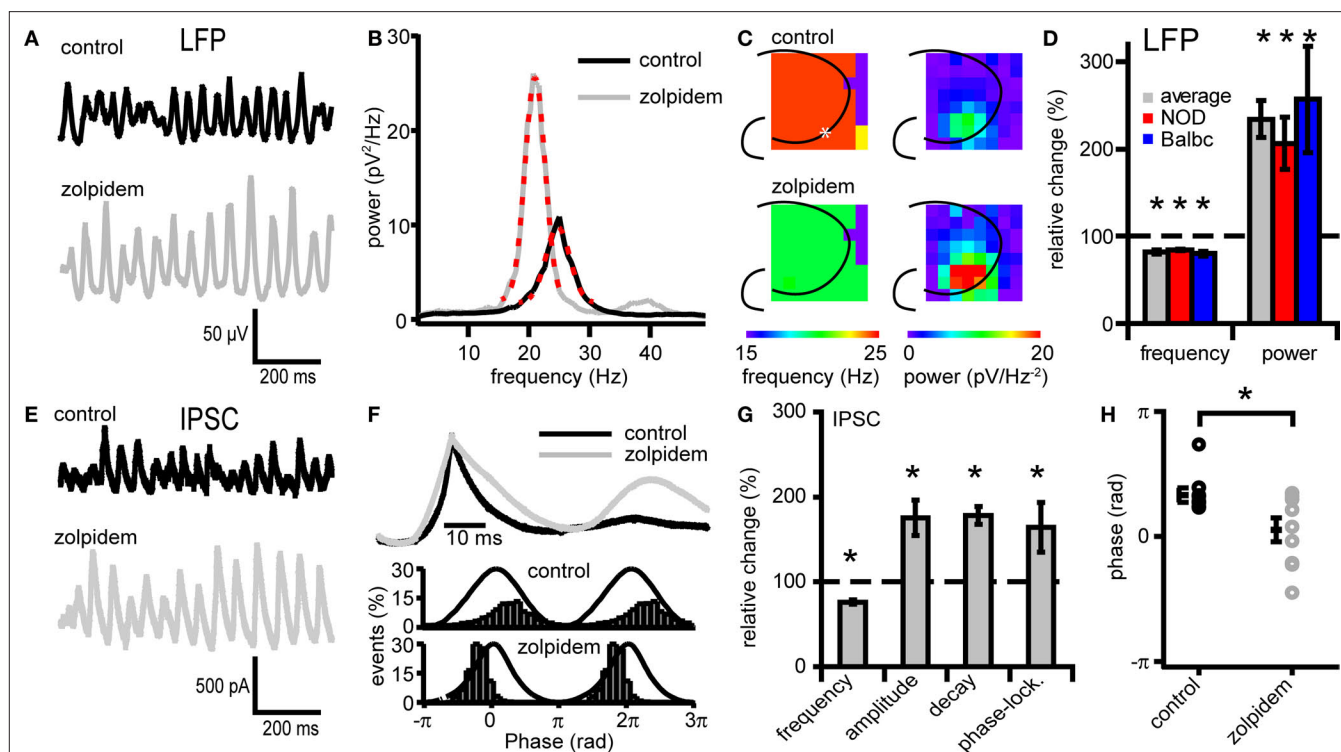 A
LFP
control
zolpidem
50 µV
200 ms
B
power (pV²/Hz)
30
20
10
0
control
zolpidem
10
20
30
40
frequency (Hz)
C
control
*
zolpidem
15
25
frequency (Hz)
0
20
power (pV/Hz⁻²)
D
LFP
relative change (%)
300
200
100
0
average
NOD
Balbc
* * *
* * *
frequency
power
E
IPSC
control
zolpidem
500 pA
200 ms
F
control
zolpidem
10 ms
events (%)
control
30
15
0
zolpidem
30
15
0
-π
0
π
2π
3π
Phase (rad)
G
IPSC
relative change (%)
300
200
100
0
*
*
*
*
frequency
amplitude
decay
phase-lock.
H
*
phase (rad)
π
0
-π
control
zolpidem